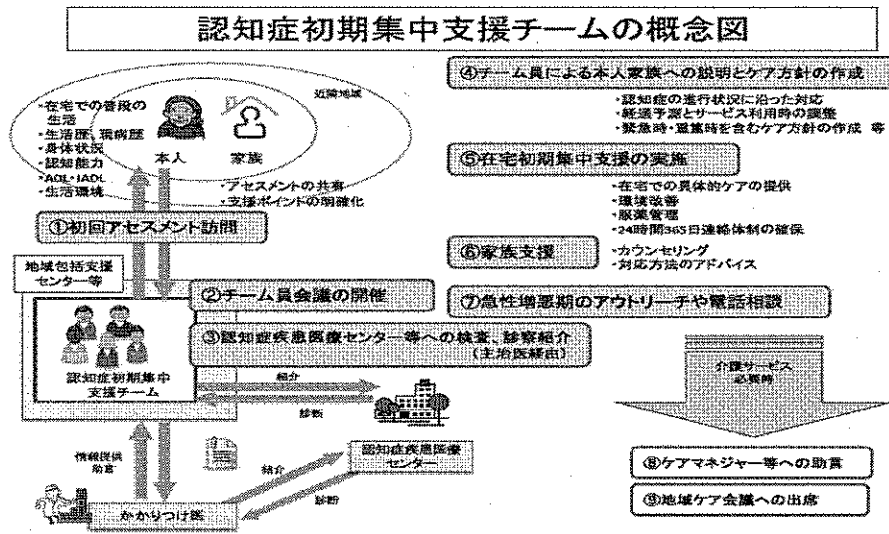 認知症初期集中支援チームの概念図
近隣地域
・在宅での普段の
生活
・生活歴、現病歴
・身体状況
・認知能力
・ADL・IADL
・生活環境
本人
家族
・アセスメントの共有
・支援ポイントの明確化
①初回アセスメント訪問
地域包括支援
センター等
認知症初期集中
支援チーム
②チーム員会議の開催
③認知症疾患医療センター等への検査、診察紹介
(主治医経由)
紹介
診断
情報提供
助言
紹介
診断
認知症疾患医療
センター
かかりつけ医
④チーム員による本人家族への説明とケア方針の作成
・認知症の進行状況に沿った対応
・経過予測とサービス利用時の調整
・緊急時・重篤時を含むケア方針の作成 等
⑤在宅初期集中支援の実施
・在宅での具体的ケアの提供
・環境改善
・服薬管理
・24時間365日連絡体制の確保
⑥家族支援
・カウンセリング
・対応方法のアドバイス
⑦急性増悪期のアウトリーチや電話相談
介護サービス
必要時
⑧ケアマネジャー等への助言
⑨地域ケア会議への出席